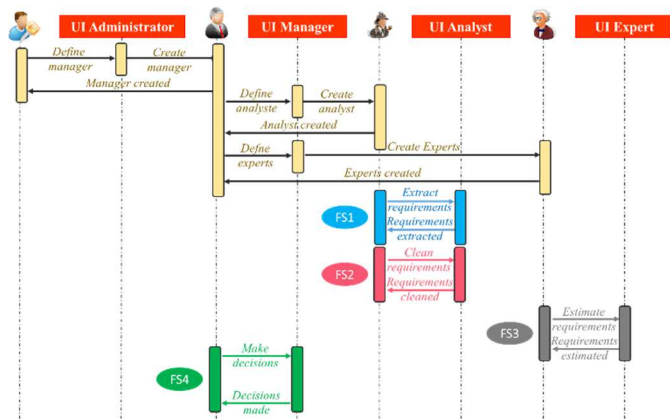 UI Administrator UI Manager UI Analyst UI Expert
Define Create
manager manager
Manager created
Define Create
analyste analyst
Analyst created
Defne Create Experts
experts
Experts created
FS1
Extract
requirements
Requirements
extracted
FS2
Clean
requirements
Requirements
cleaned
FS3
Estimate
requirements
Requirements
estimated
FS4
Make
decisions
Decisions
made